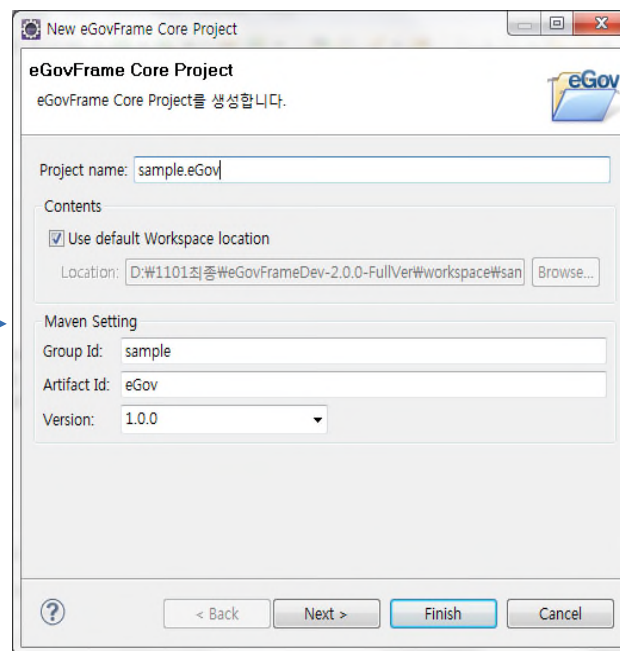 New eGovFrame Core Project
eGovFrame Core Project
eGovFrame Core Project를 생성합니다.
eGov
Project name: sample.eGov
Contents
Use default Workspace location
Location: D:₩1101최종₩eGovFrameDev-2.0.0-FullVer₩workspace₩san Browse...
Maven Setting
Group Id: sample
Artifact Id: eGov
Version: 1.0.0
? < Back Next > Finish Cancel